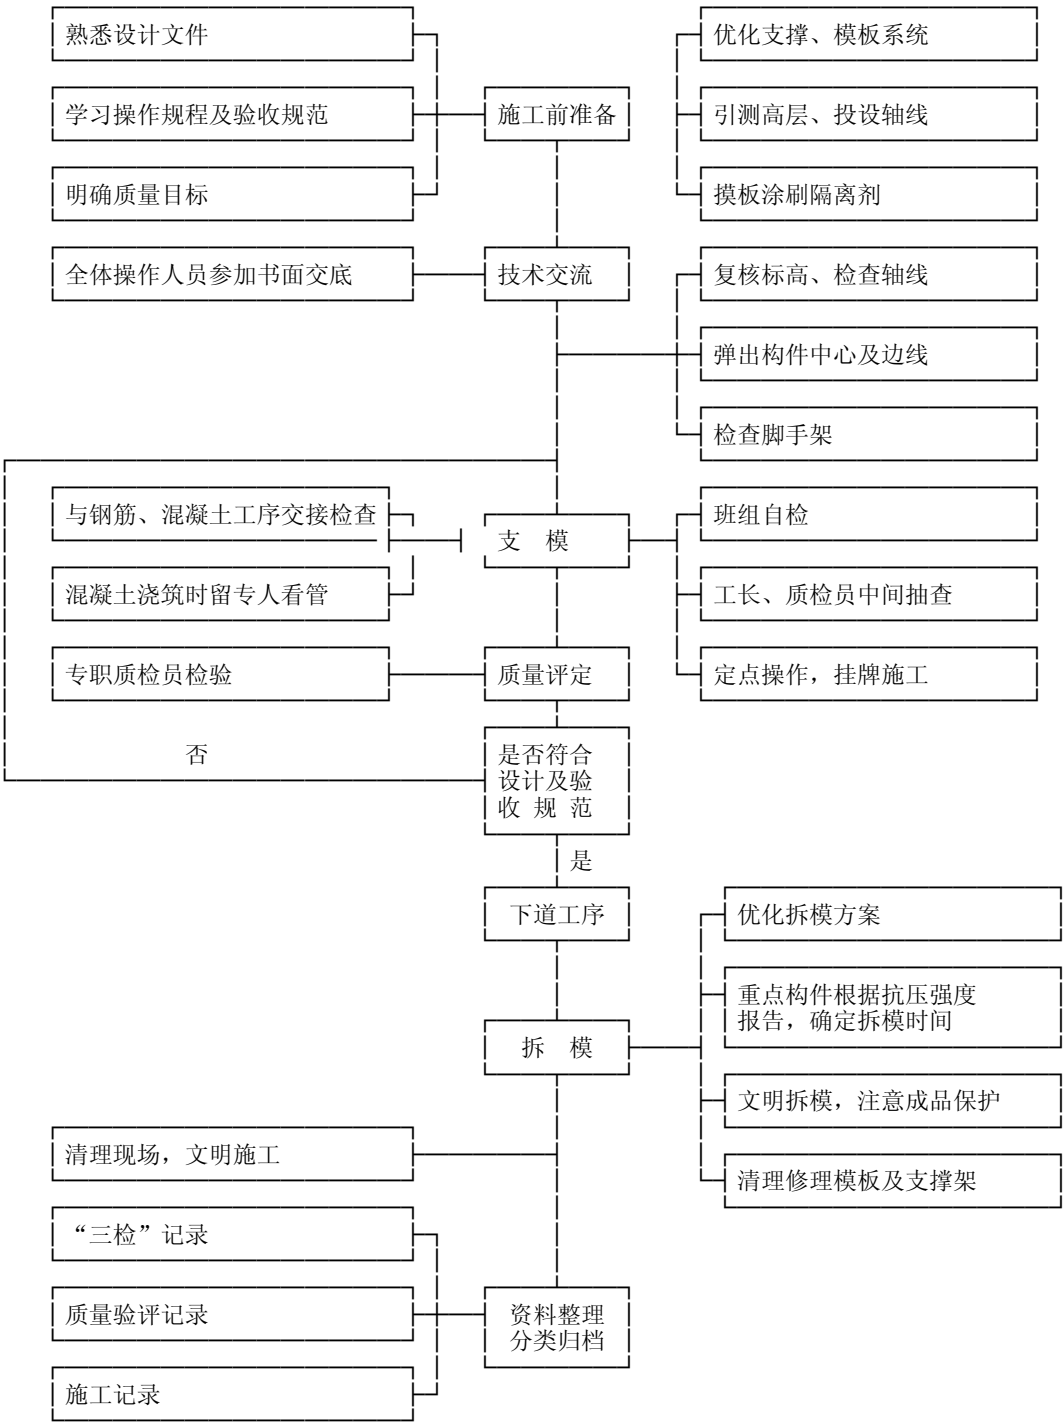 熟悉设计文件
优化支撑、模板系统
学习操作规程及验收规范
施工前准备
引测高层、投设轴线
明确质量目标
摸板涂刷隔离剂
全体操作人员参加书面交底
技术交流
复核标高、检查轴线
弹出构件中心及边线
检查脚手架
与钢筋、混凝土工序交接检查
班组自检
支 模
混凝土浇筑时留专人看管
工长、质检员中间抽查
专职质检员检验
质量评定
定点操作，挂牌施工
否
是否符合
设计及验
收 规 范
是
下道工序
优化拆模方案
重点构件根据抗压强度
报告，确定拆模时间
拆 模
文明拆模，注意成品保护
清理现场，文明施工
清理修理模板及支撑架
“三检”记录
质量验评记录
资料整理
分类归档
施工记录